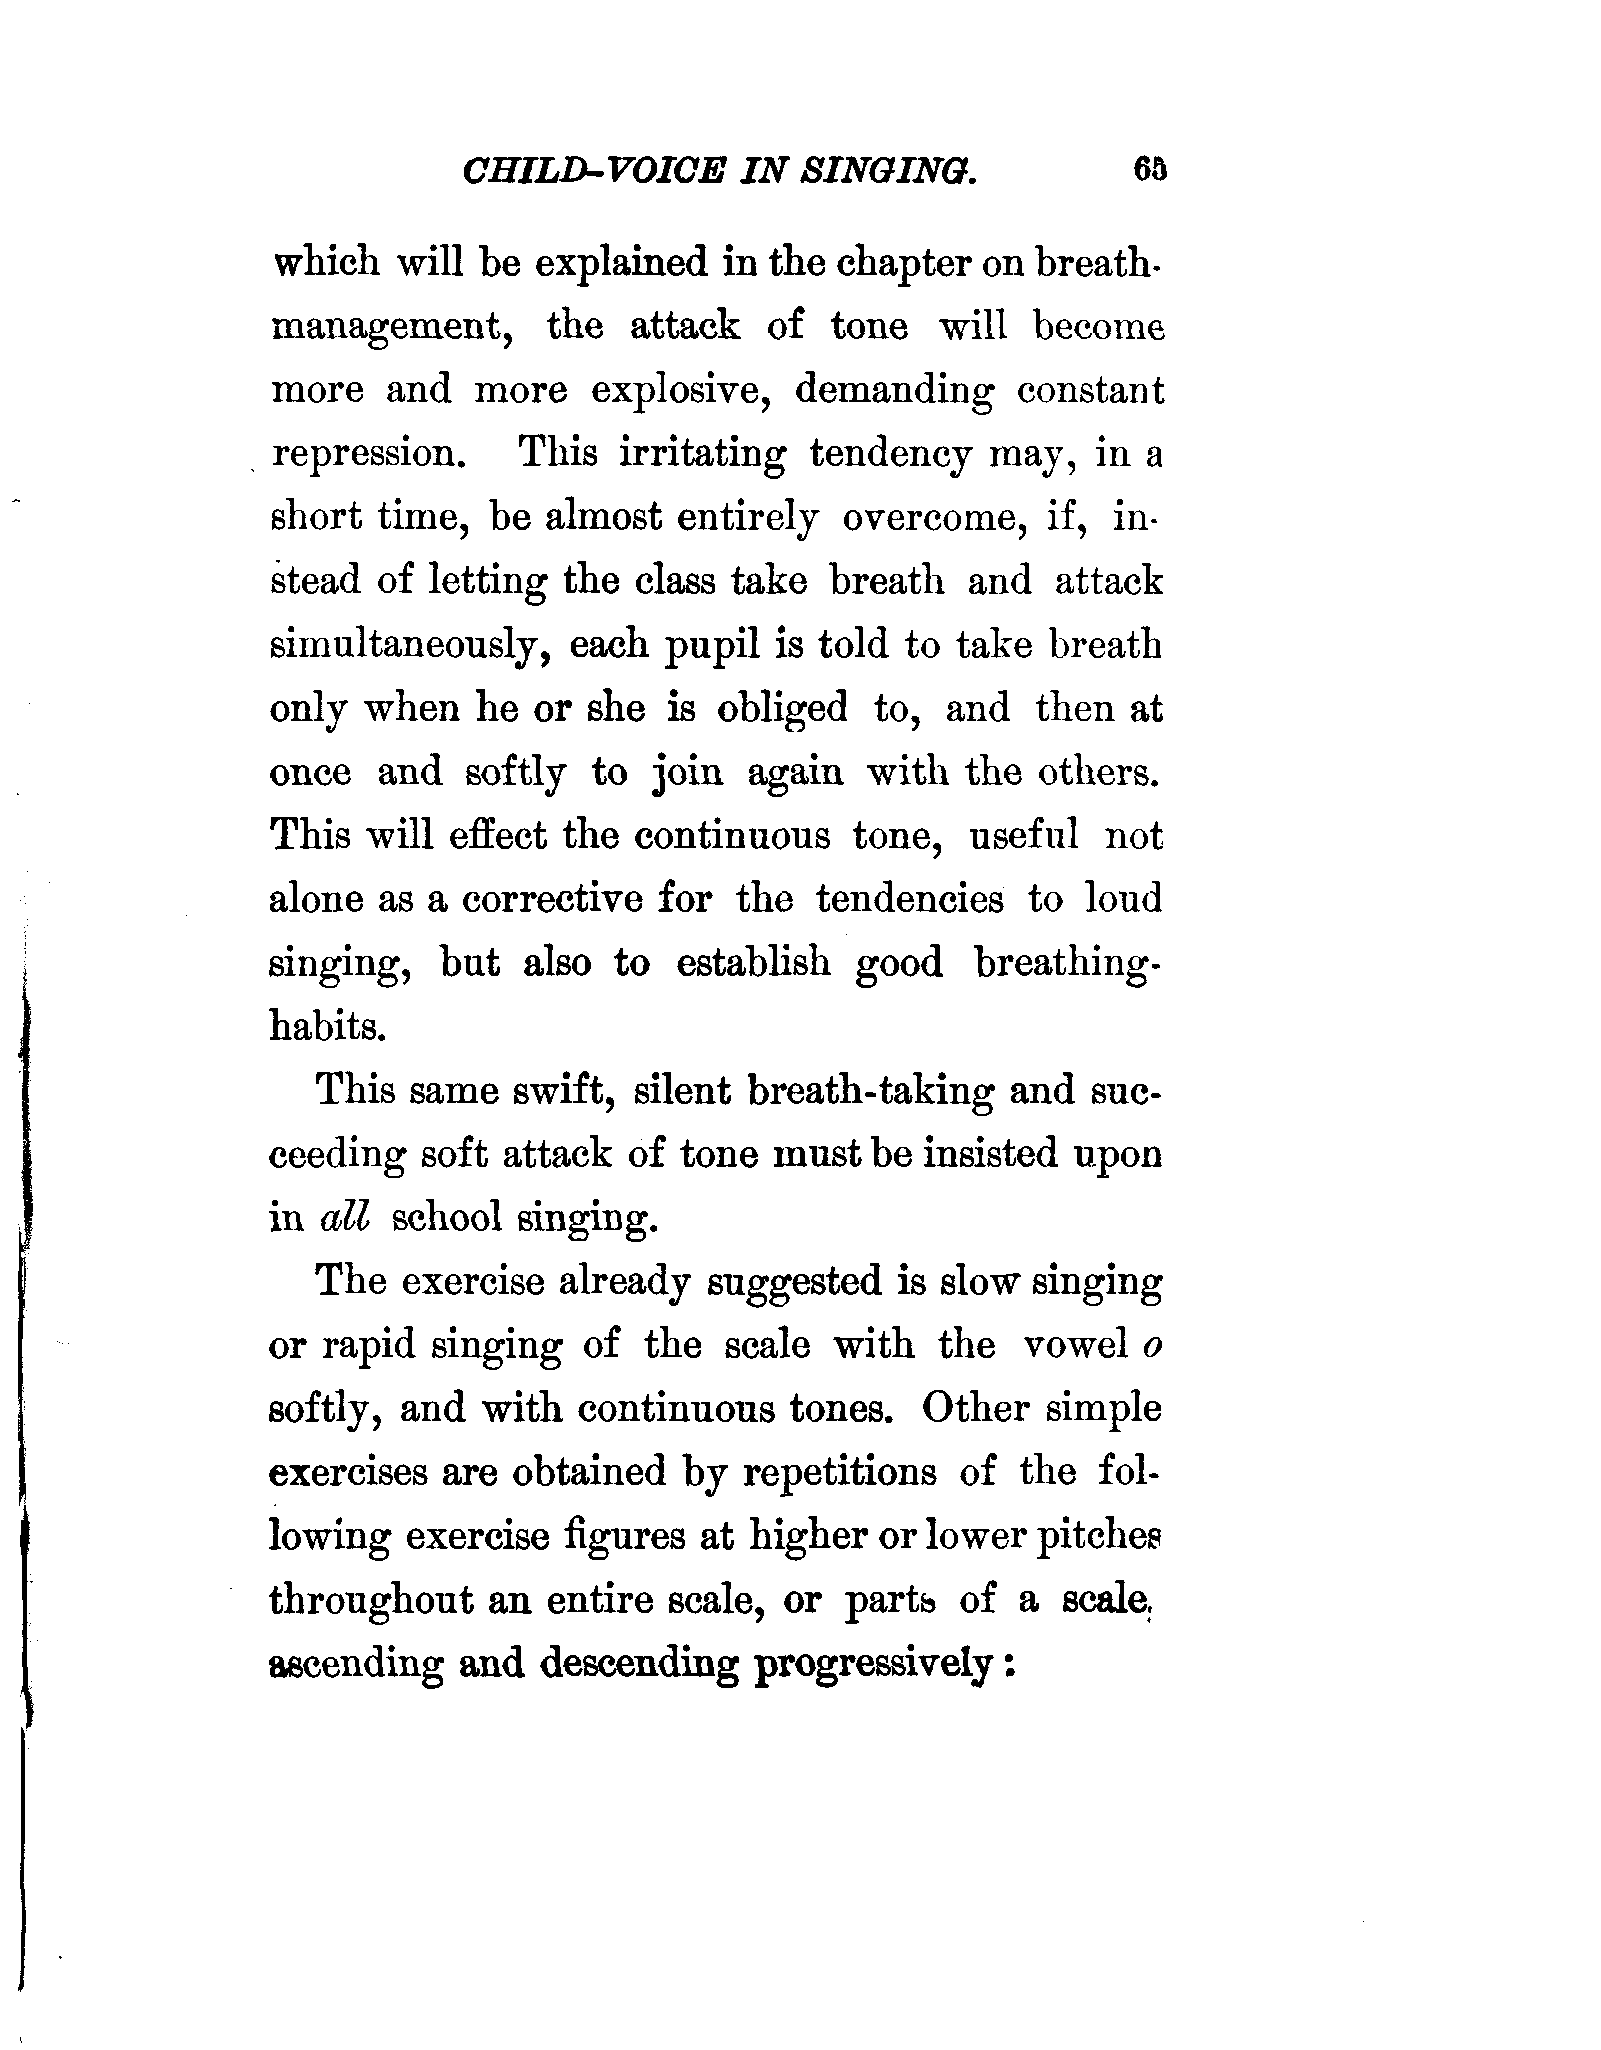 CHILD-VOICE IN SINGING. 65
which will be explained in the chapter on breath-
management, the attack of tone will become
more and more explosive, demanding constant
repression. This irritating tendency may, in a
short time, be almost entirely overcome, if, in-
stead of letting the class take breath and attack
simultaneously, each pupil is told to take breath
only when he or she is obliged to, and then at
once and softly to join again with the others.
This will effect the continuous tone, useful not
alone as a corrective for the tendencies to loud
singing, but also to establish good breathing-
habits.
This same swift, silent breath-taking and suc-
ceeding soft attack of tone must be insisted upon
in all school singing.
The exercise already suggested is slow singing
or rapid singing of the scale with the vowel o
softly, and with continuous tones. Other simple
exercises are obtained by repetitions of the fol-
lowing exercise figures at higher or lower pitches
throughout an entire scale, or parts of a scale,
ascending and descending progressively: